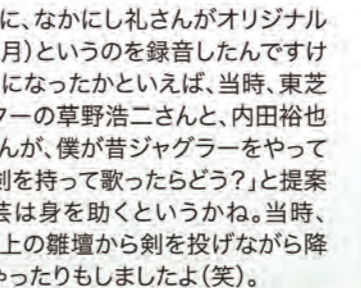 に、なかにし礼さんがオリジナル
月)というのを録音したんですけ
になったかといえば、当時、東芝
ターの草野浩二さんと、内田裕也
んが、僕が昔ジャグラーをやって
剣を持って歌ったらどう?」と提案
芸は身を助くというかね。当時、
上の雛壇から剣を投げながら降
ゃったりもしましたよ(笑)。